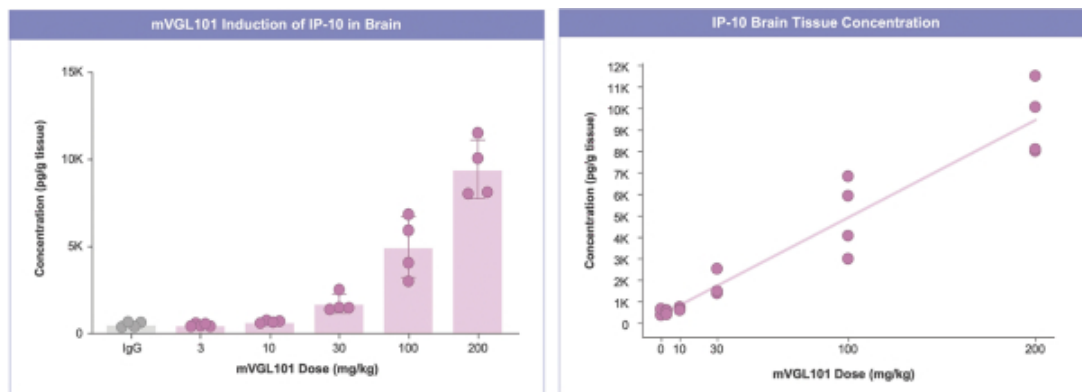 mVGL101 Induction of IP-10 in Brain
15K
10K
5K
0
Concentration (pg/g tissue)
IgG 3 10 30 100 200
mVGL101 Dose (mg/kg)
IP-10 Brain Tissue Concentration
12K
11K
10K
9K
8K
7K
6K
5K
4K
3K
2K
1K
0
Concentration (pg/g tissue)
0 10 30 100 200
mVGL101 Dose (mg/kg)